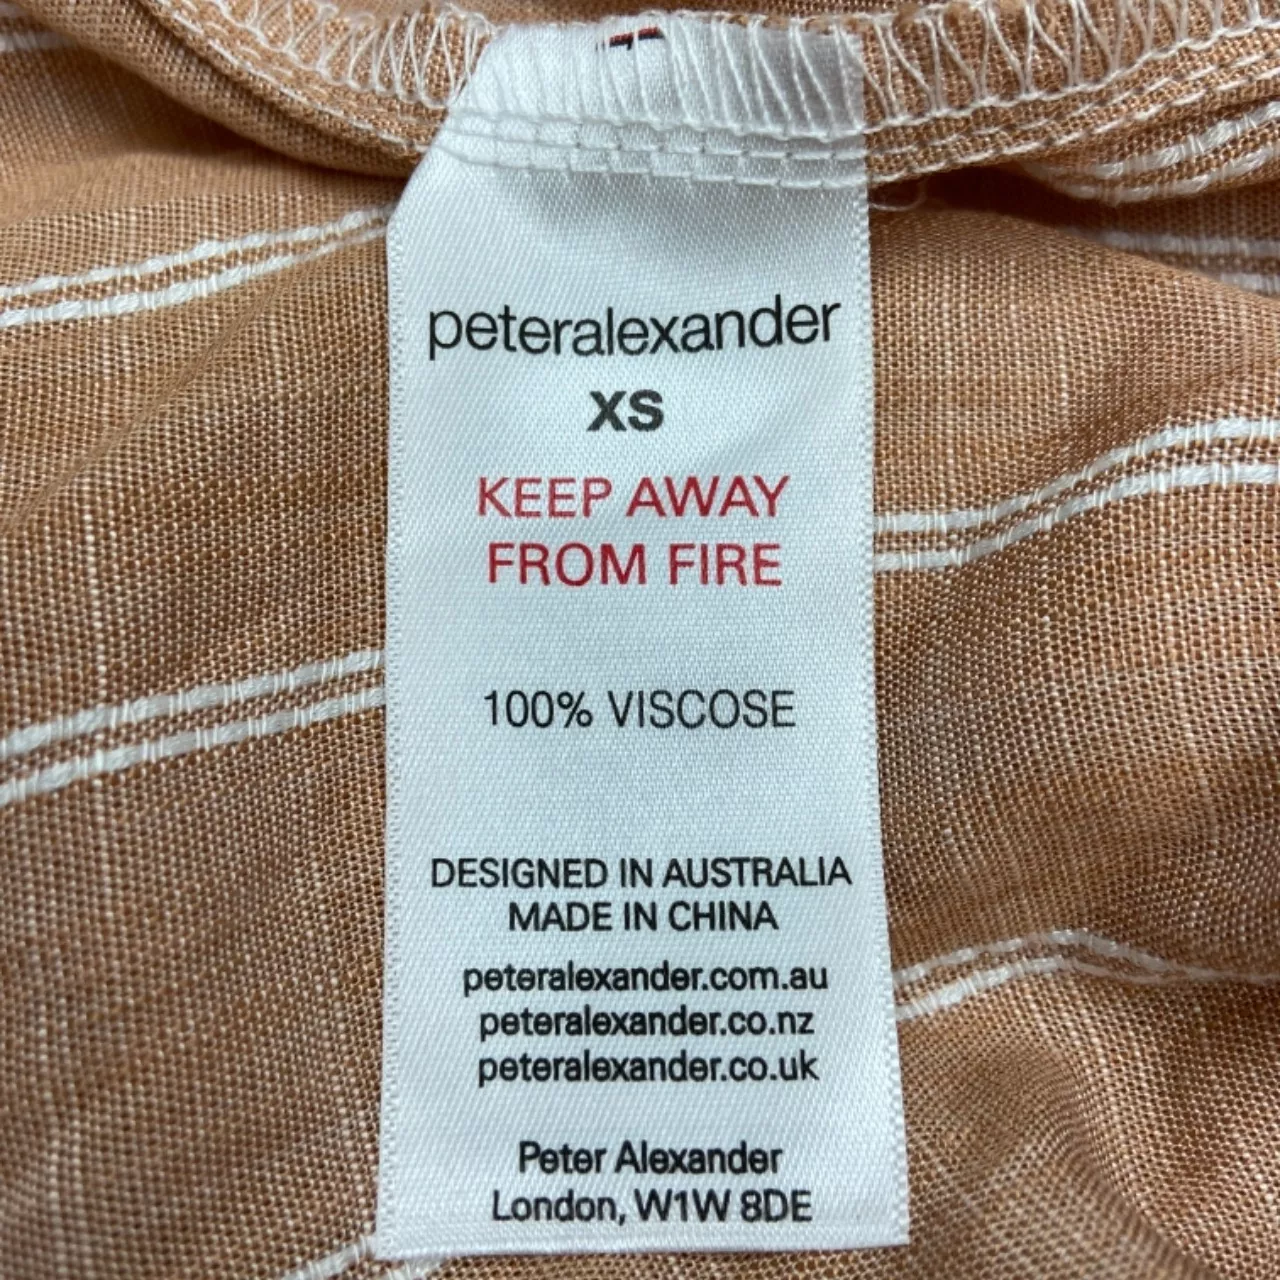 peteralexander
XS
KEEP AWAY
FROM FIRE
100% VISCOSE
DESIGNED IN AUSTRALIA
MADE IN CHINA
peteralexander.com.au
peteralexander.co.nz
peteralexander.co.uk
Peter Alexander
London, W1W 8DE